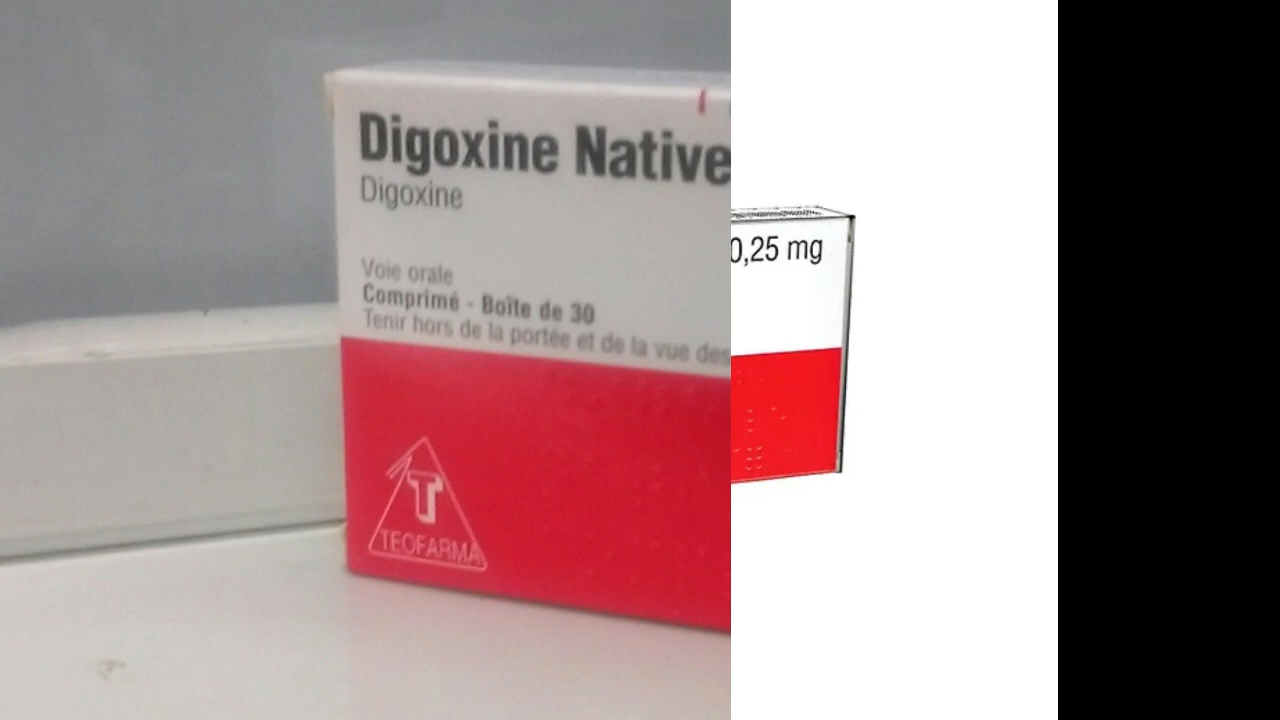 Digoxine Native
Digoxine
0,25 mg
Voie orale
Comprimé - Boîte de 30
Tenir hors de la portée et de la vue des
T
TEOFARMA